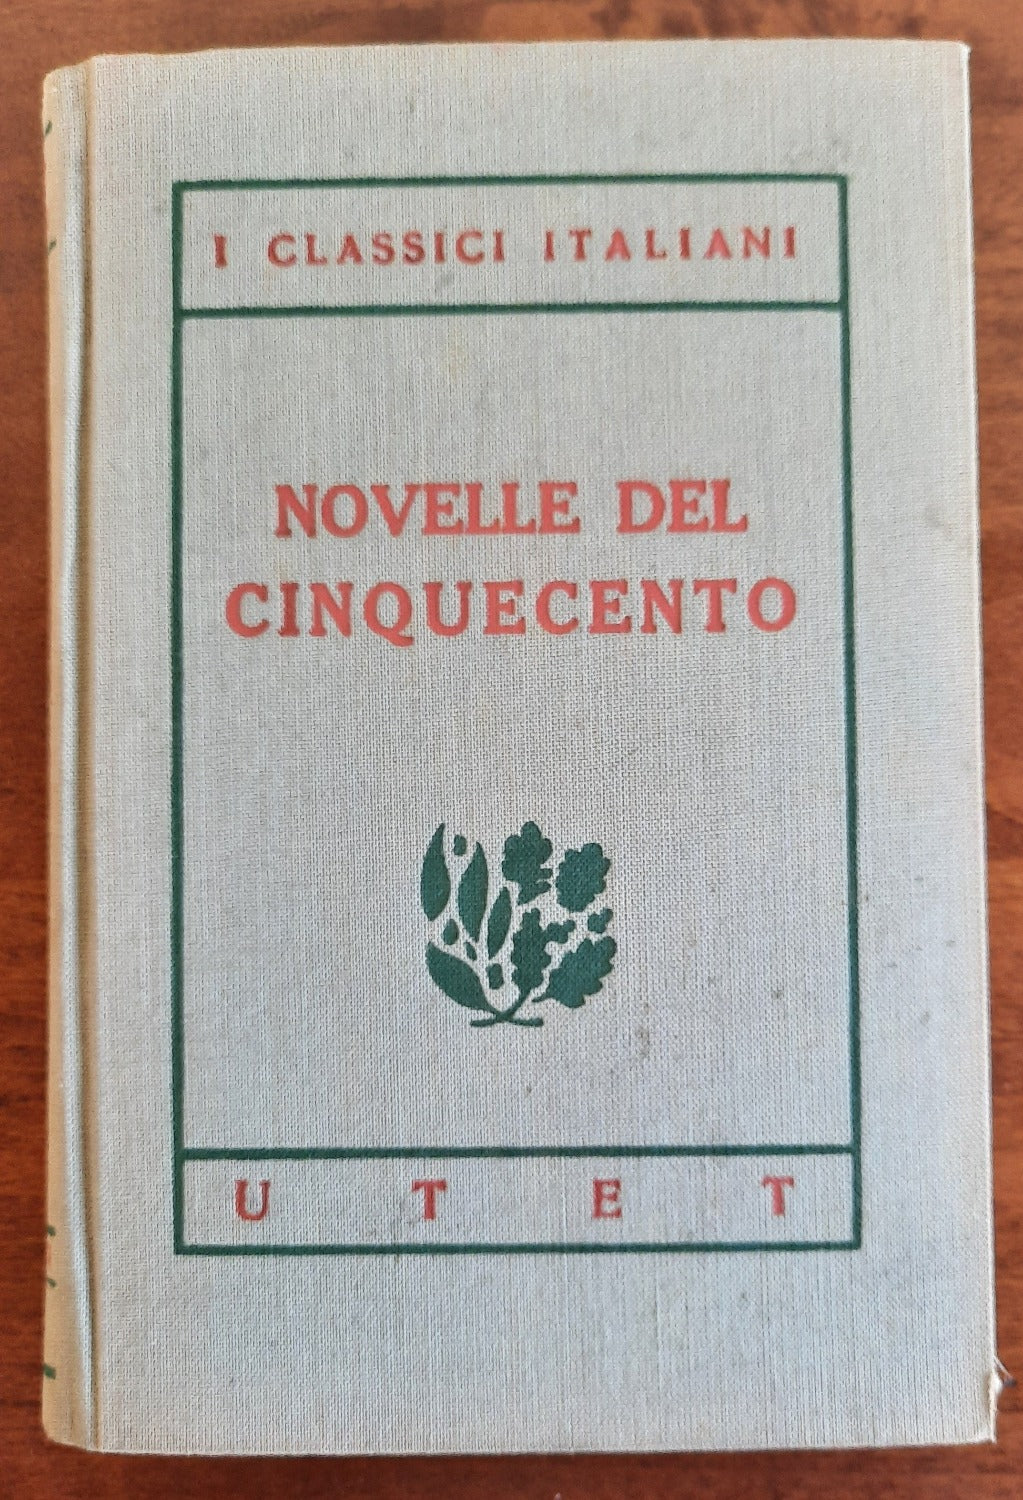 I CLASSICI ITALIANI
NOVELLE DEL
CINQUECENTO
U T E T